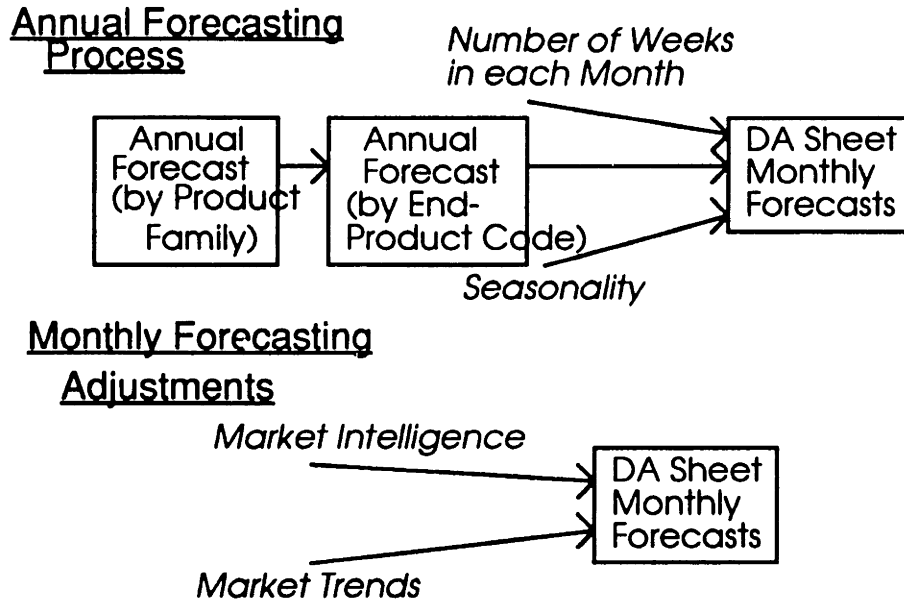 Annual Forecasting
Process
Number of Weeks
in each Month
Annual
Forecast
(by Product
Family)
Annual
Forecast
(by End-
Product Code)
DA Sheet
Monthly
Forecasts
Seasonality
Monthly Forecasting
Adjustments
Market Intelligence
DA Sheet
Monthly
Forecasts
Market Trends